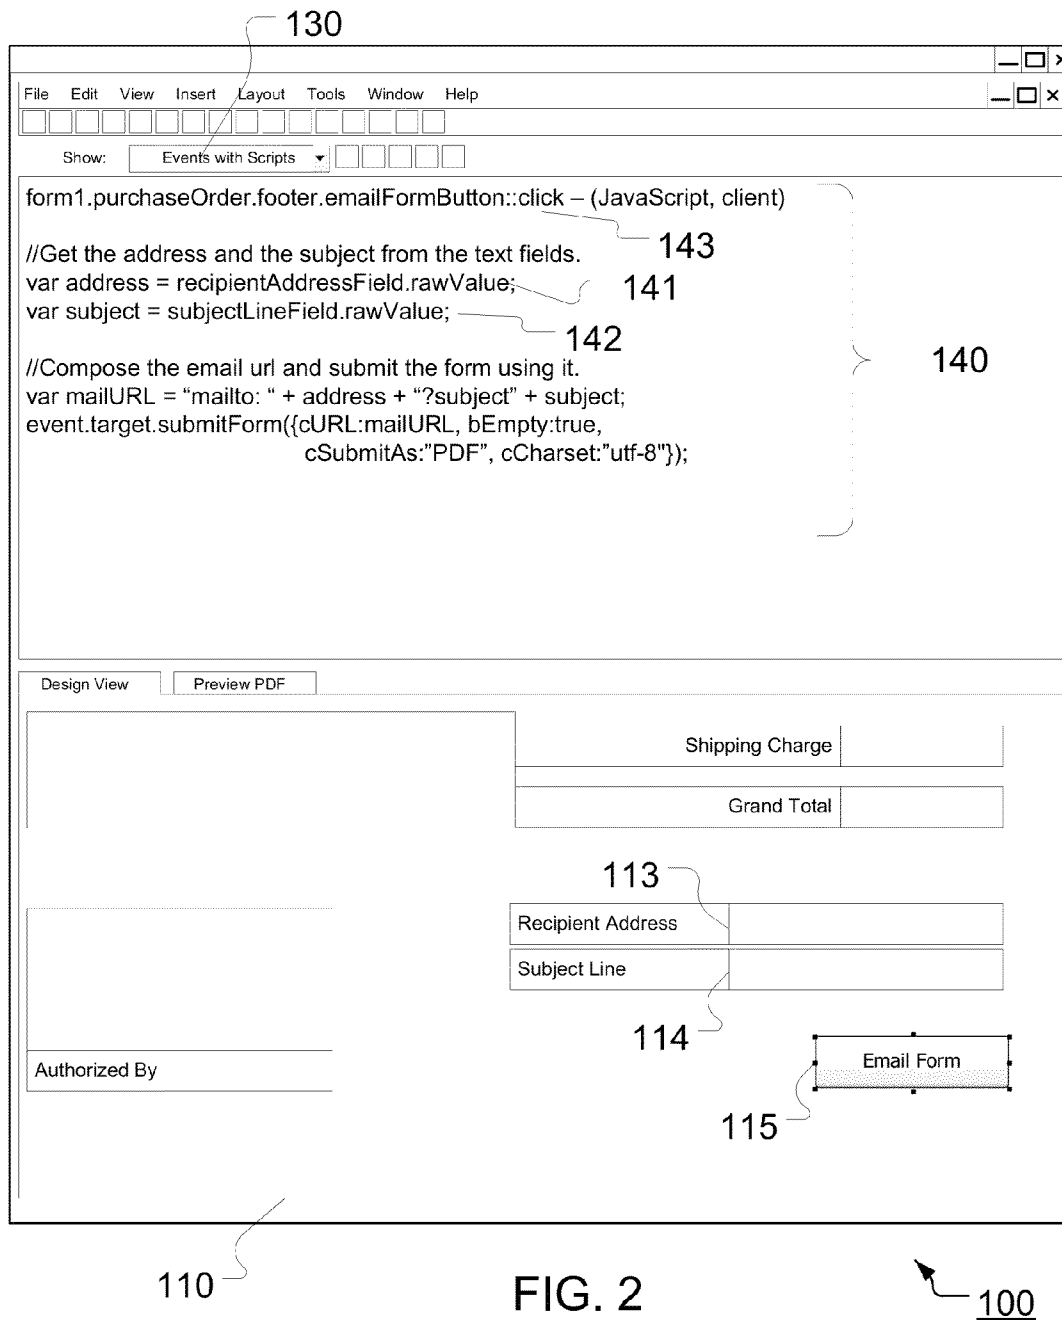 130
File Edit View Insert Layout Tools Window Help
Show: Events with Scripts
form1.purchaseOrder.footer.emailFormButton::click – (JavaScript, client)
143
//Get the address and the subject from the text fields.
var address = recipientAddressField.rawValue;
141
var subject = subjectLineField.rawValue;
142
140
//Compose the email url and submit the form using it.
var mailURL = “mailto: “ + address + “?subject” + subject;
event.target.submitForm({cURL:mailURL, bEmpty:true,
cSubmitAs:”PDF”, cCharset:”utf-8"});
Design View Preview PDF
Shipping Charge
Grand Total
113
Recipient Address
Subject Line
114
Email Form
Authorized By
115
110
FIG. 2
100